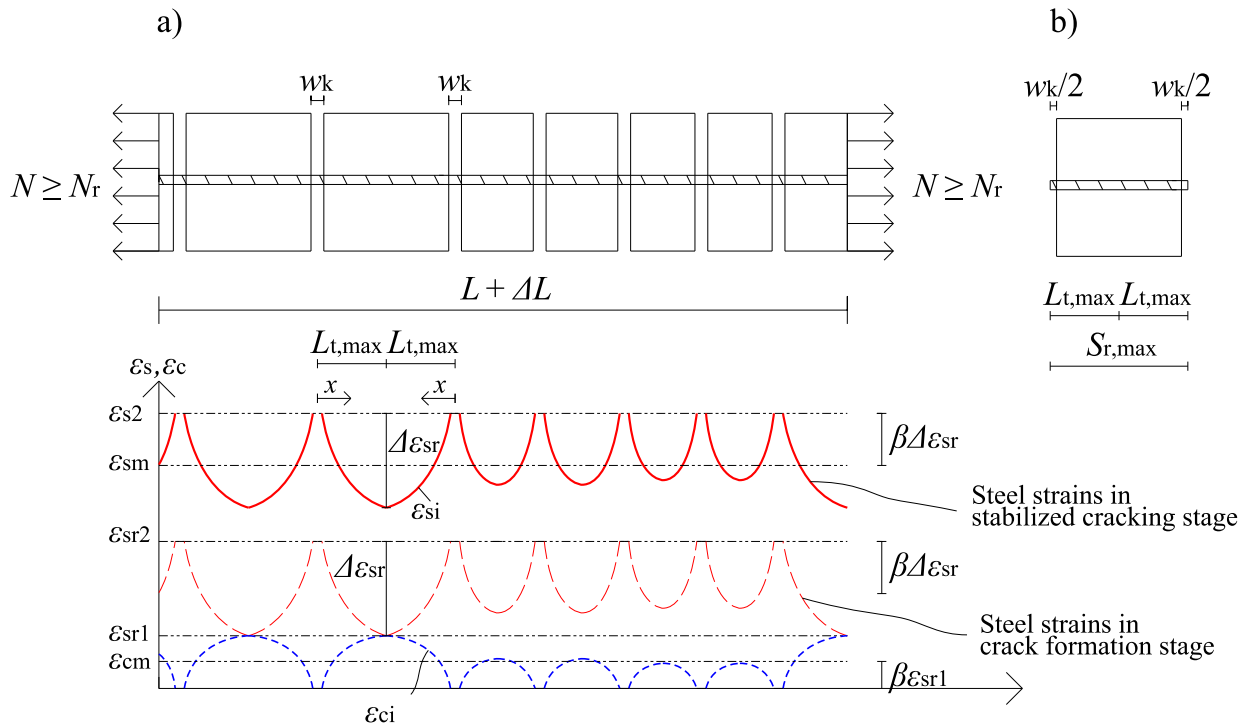 a)
b)
wk
wk
wk/2
wk/2
N ≥ Nr
N ≥ Nr
L + ΔL
Lt,max
Lt,max
Sr,max
Lt,max
Lt,max
εs,εc
x
x
εs2
Δεsr
βΔεsr
εsm
εsi
Steel strains in
stabilized cracking stage
εsr2
Δεsr
βΔεsr
εsr1
Steel strains in
crack formation stage
εcm
βεsr1
εci